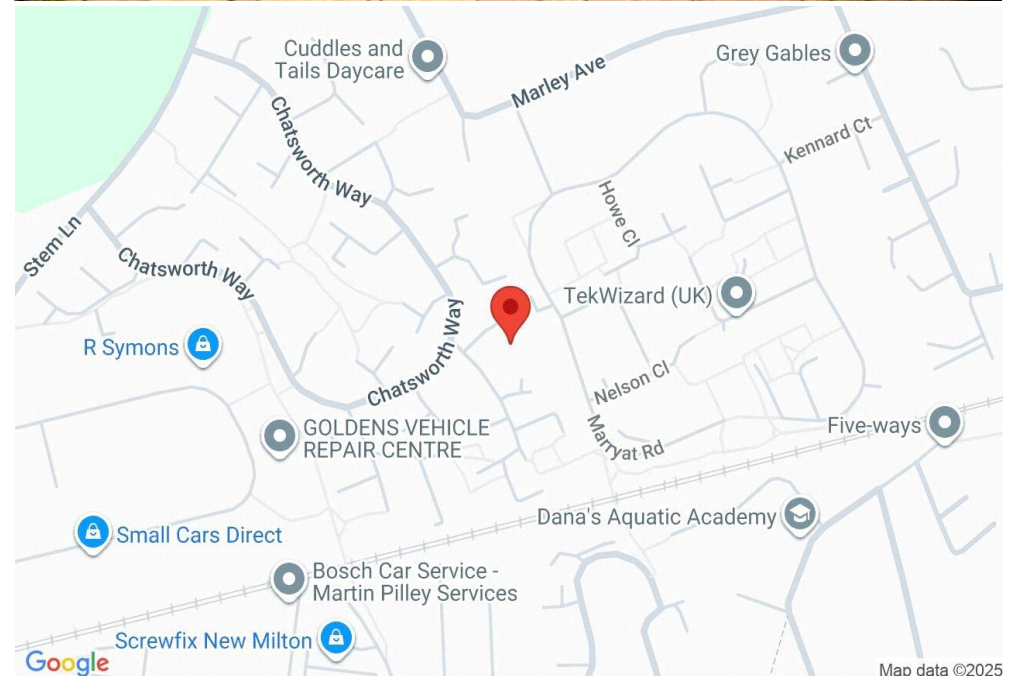 Cuddles and
Tails Daycare
Grey Gables
Marley Ave
Kennard Ct
Chatsworth Way
Howe Cl
Stem Ln
Chatsworth Way
TekWizard (UK)
R Symons
Chatsworth Way
Nelson Cl
GOLDENS VEHICLE
REPAIR CENTRE
Marryat Rd
Five-ways
Dana's Aquatic Academy
Small Cars Direct
Bosch Car Service -
Martin Pilley Services
Screwfix New Milton
Google
Map data ©2025